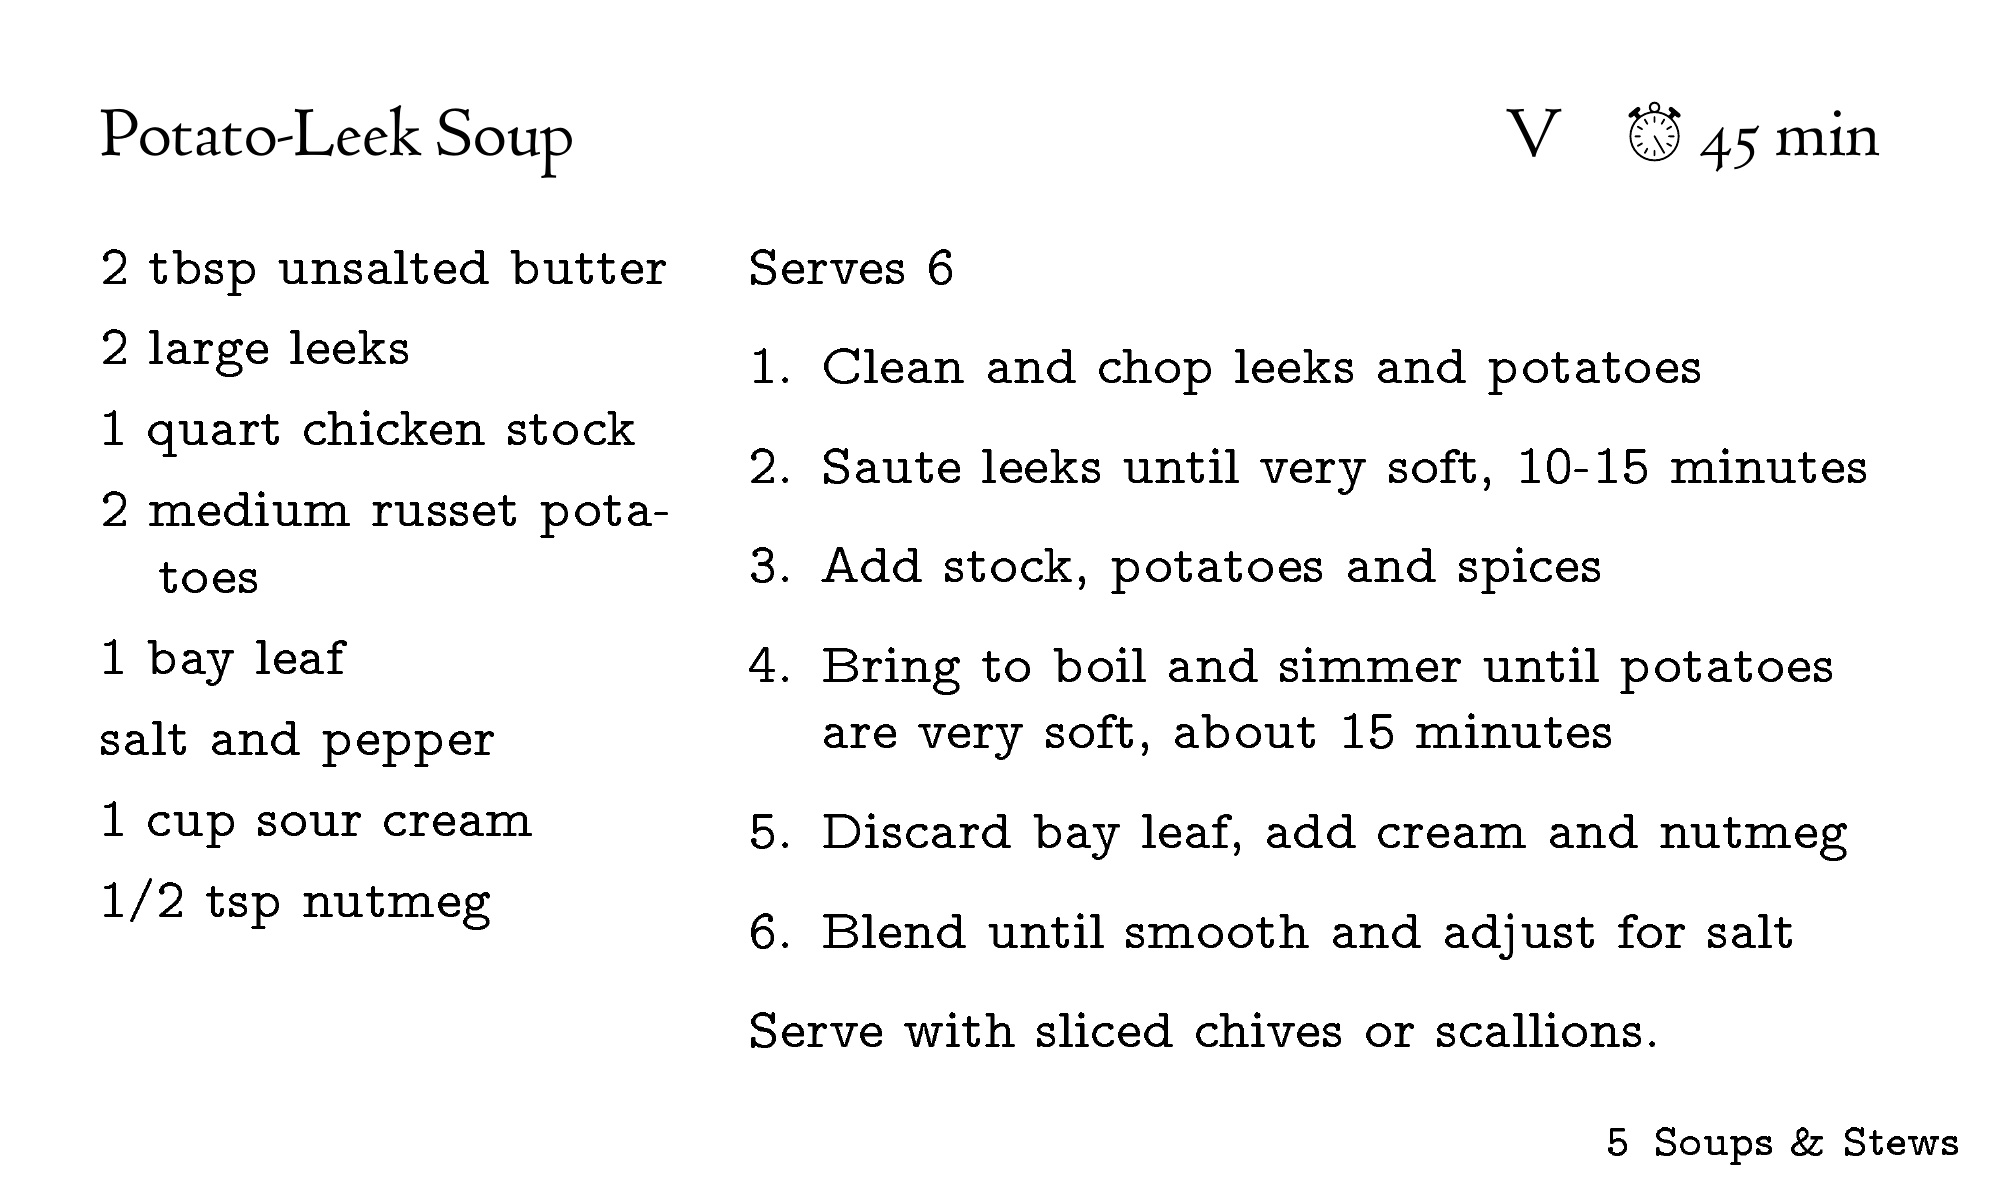 Potato-Leek Soup
V 45 min
2 tbsp unsalted butter
2 large leeks
1 quart chicken stock
2 medium russet pota-
toes
1 bay leaf
salt and pepper
1 cup sour cream
1/2 tsp nutmeg
Serves 6
1. Clean and chop leeks and potatoes
2. Saute leeks until very soft, 10-15 minutes
3. Add stock, potatoes and spices
4. Bring to boil and simmer until potatoes
are very soft, about 15 minutes
5. Discard bay leaf, add cream and nutmeg
6. Blend until smooth and adjust for salt
Serve with sliced chives or scallions.
5 Soups & Stews